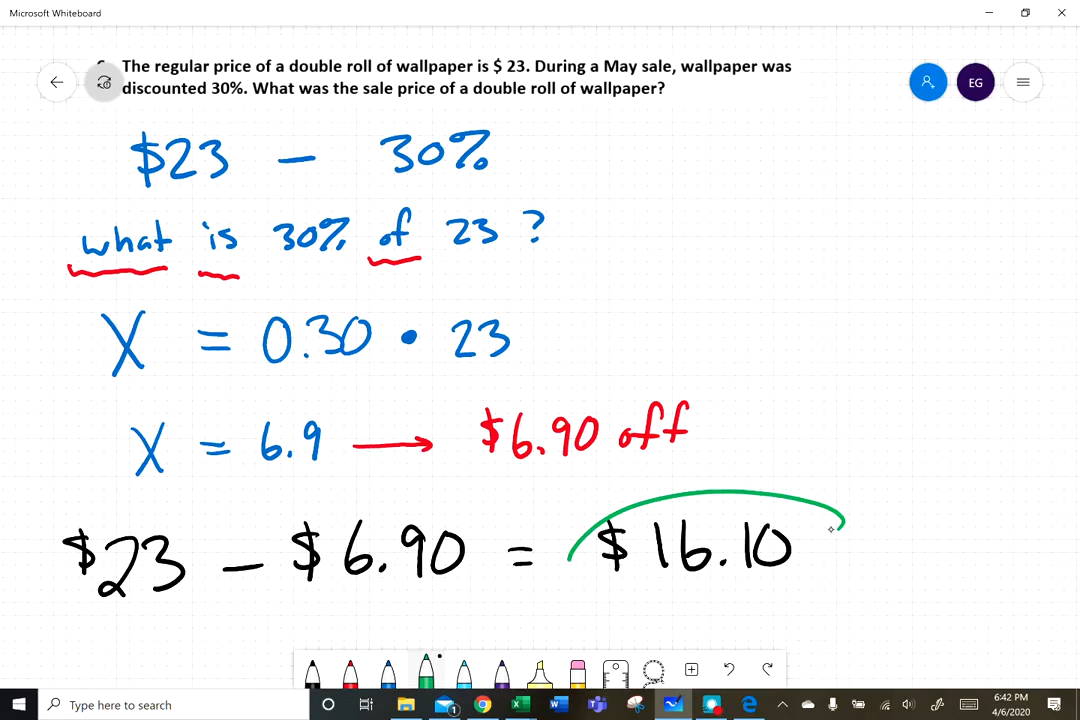 Microsoft Whiteboard
The regular price of a double roll of wallpaper is $ 23. During a May sale, wallpaper was
discounted 30%. What was the sale price of a double roll of wallpaper?
EG
$23 – 30%
what is 30% of 23 ?
X = 0.30 • 23
X = 6.9 → $6.90 off
$23 – $6.90 = $16.10
Type here to search
1
6:42 PM
4/6/2020